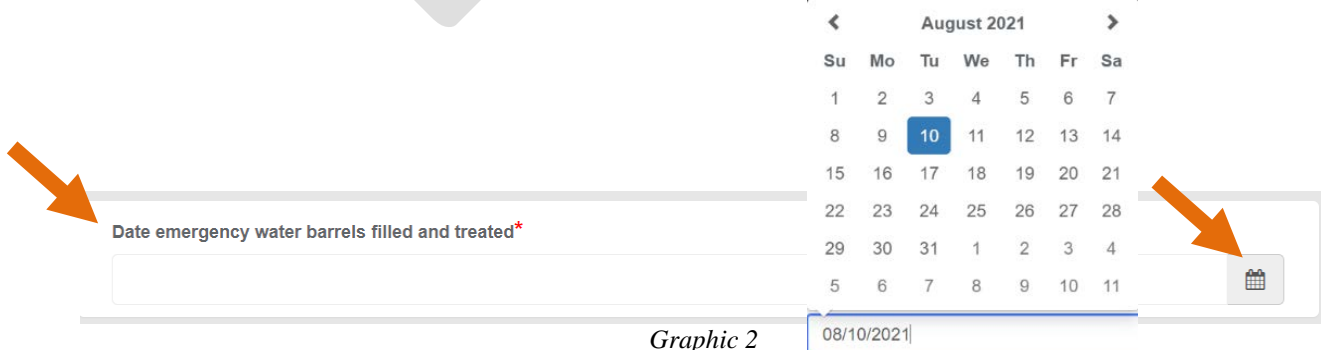 August 2021
Su Mo Tu We Th Fr Sa
1 2 3 4 5 6 7
8 9 10 11 12 13 14
15 16 17 18 19 20 21
22 23 24 25 26 27 28
29 30 31 1 2 3 4
5 6 7 8 9 10 11
08/10/2021
Date emergency water barrels filled and treated*
Graphic 2